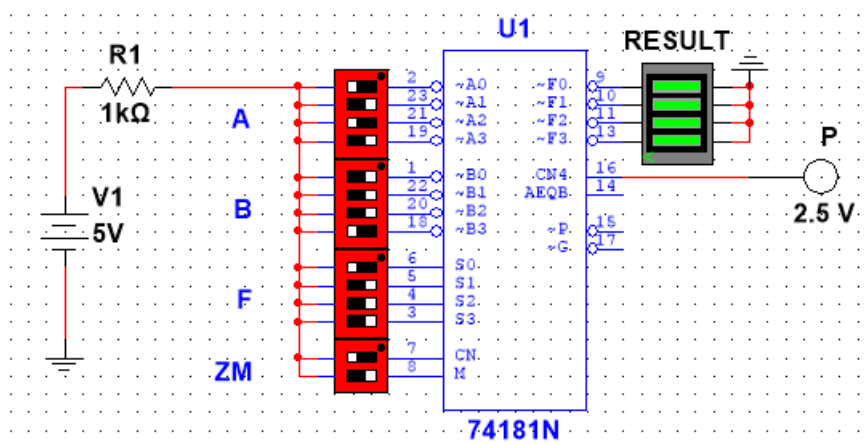 U1
R1
1kΩ
V1
5V
A
B
F
ZM
2 ~A0
23 ~A1
21 ~A2
19 ~A3
1 ~B0
22 ~B1
20 ~B2
18 ~B3
6 S0
5 S1
4 S2
3 S3
7 CN
8 M
~F0 9
~F1 10
~F2 11
~F3 13
CN4 16
AEQB 14
~P 15
~G 17
RESULT
P
2.5 V
74181N